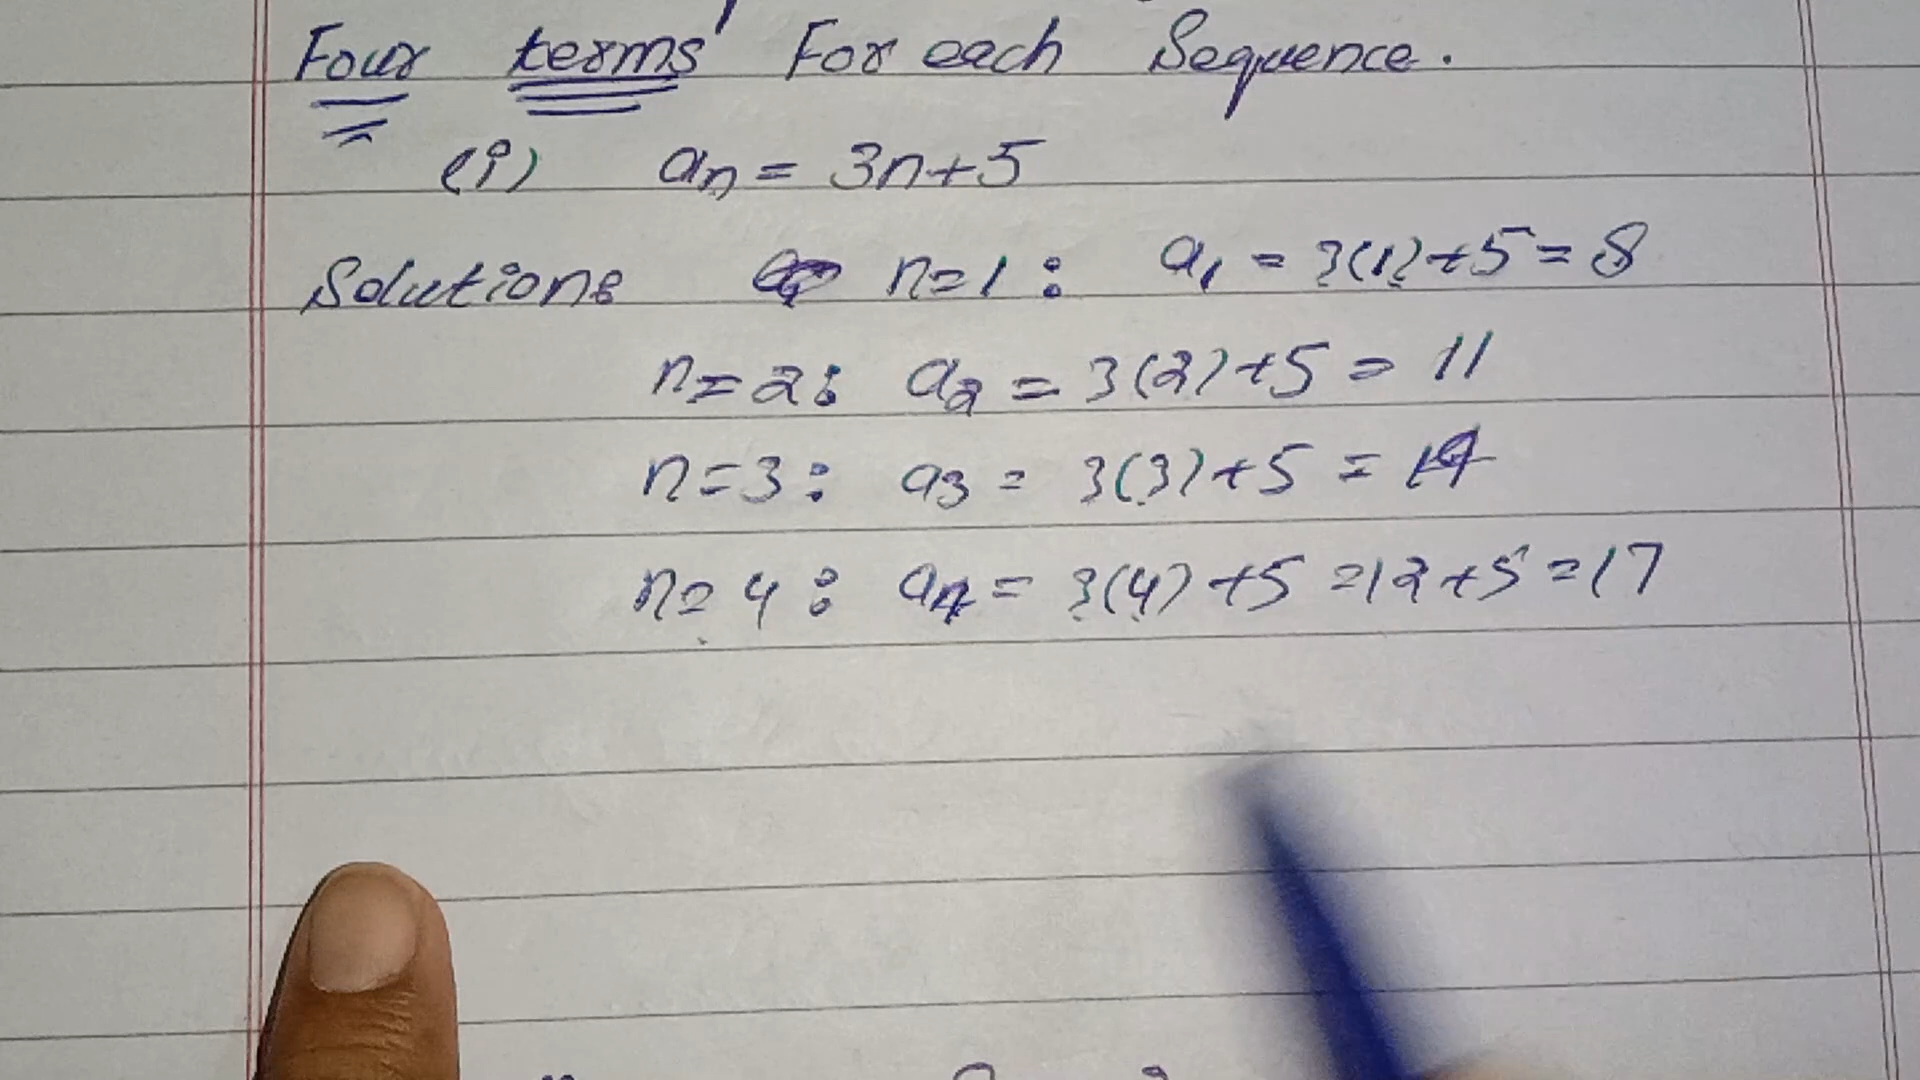 Four terms For each Sequence.
(i) an = 3n+5
Solutions n=1: a1 = 3(1)+5=8
n=2: a2 = 3(2)+5 = 11
n=3: a3 = 3(3)+5 = 14
n=4: a4 = 3(4)+5=12+5=17